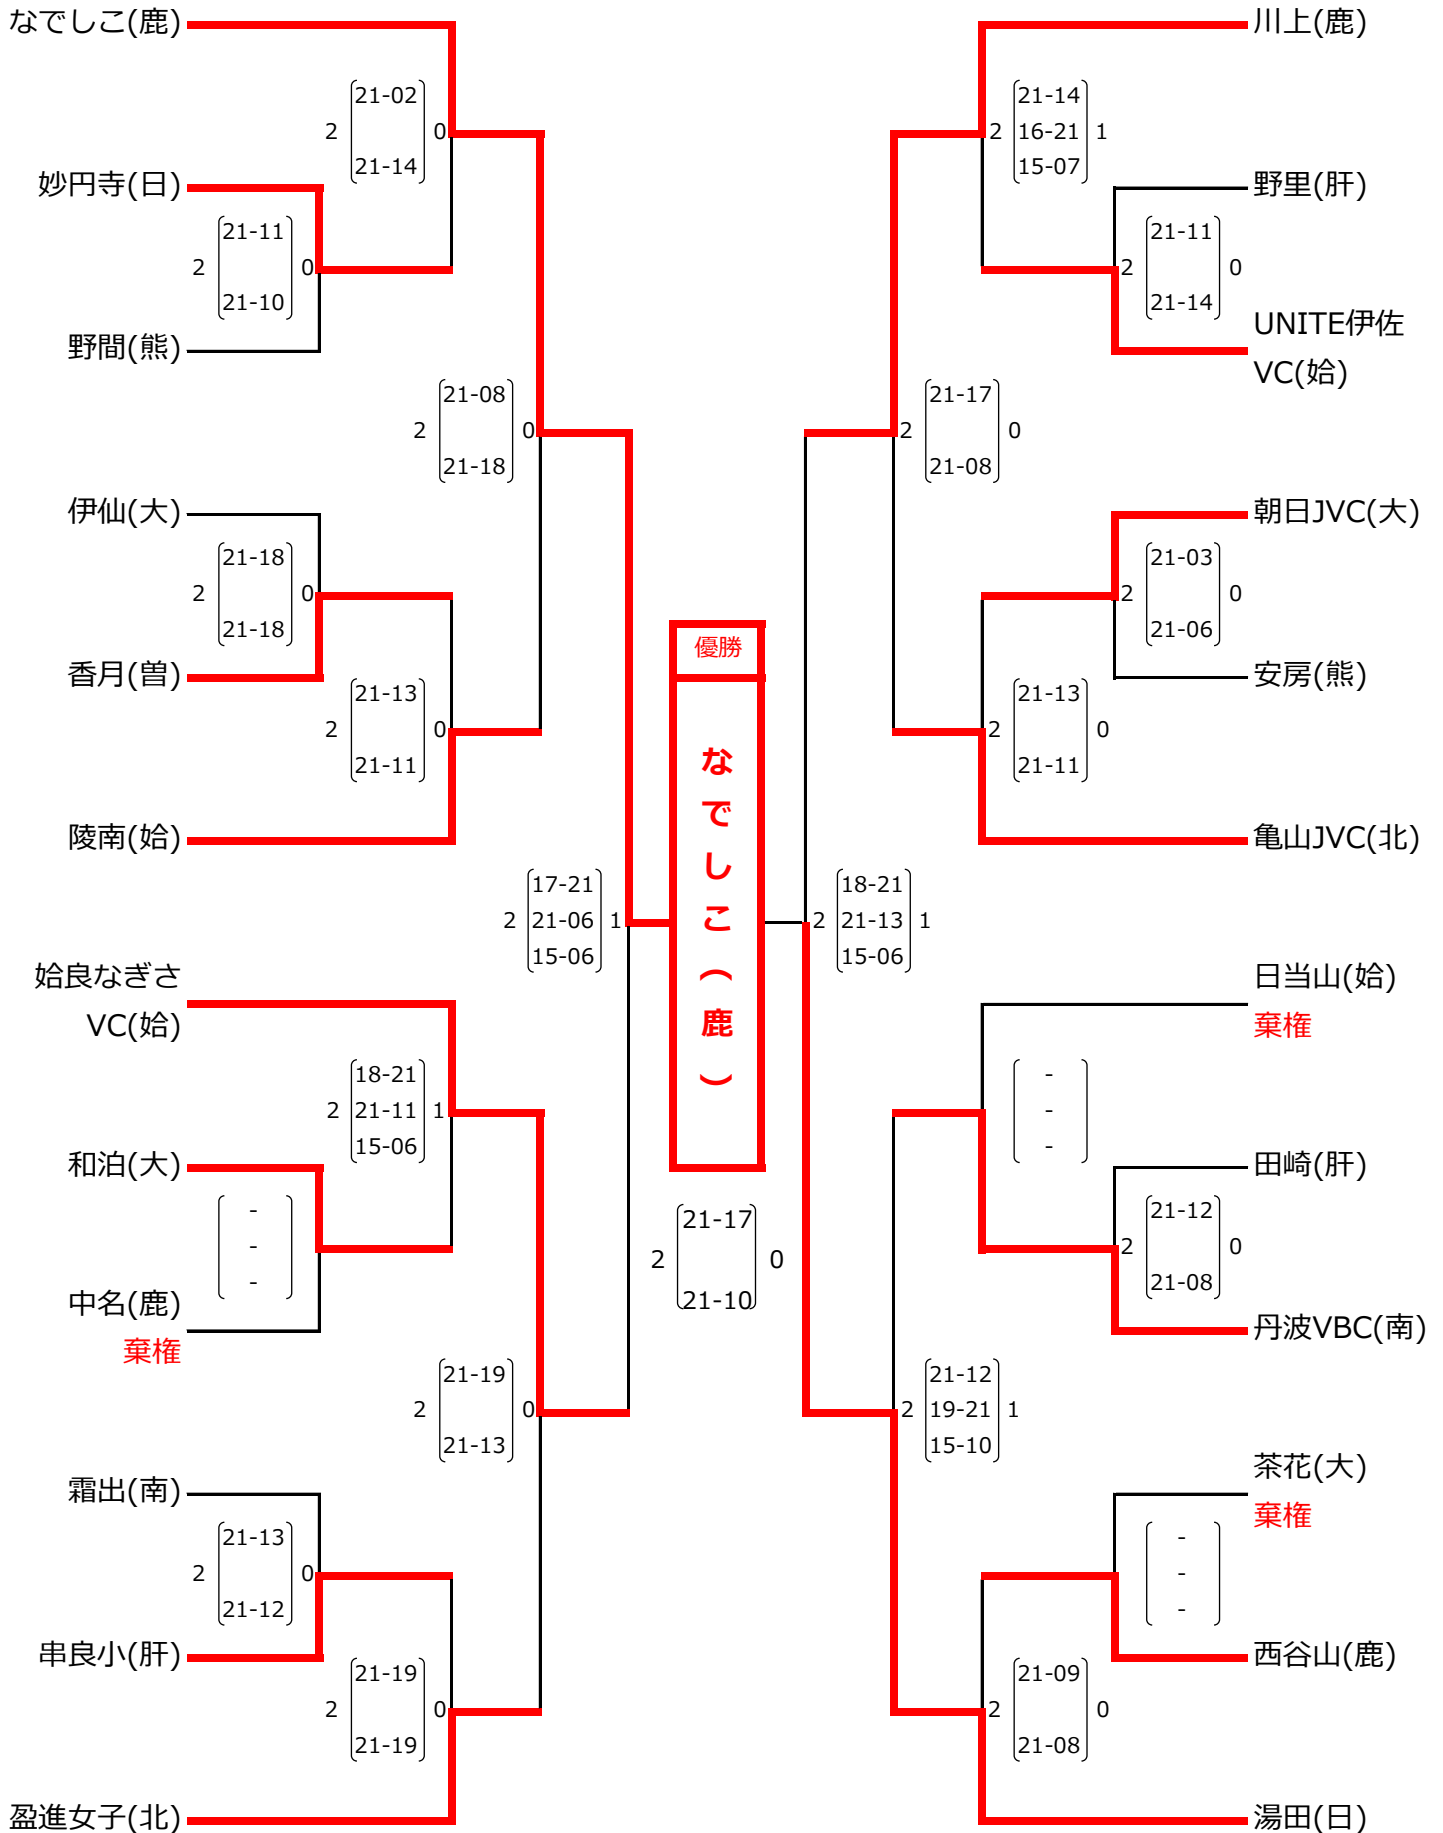 なでしこ(鹿)
21-02
2 0
21-14
妙円寺(日)
21-11
2 0
21-10
野間(熊)
21-08
2 0
21-18
伊仙(大)
21-18
2 0
21-18
香月(曽)
21-13
2 0
21-11
陵南(姶)
17-21
2 21-06 1
15-06
姶良なぎさ
VC(姶)
18-21
2 21-11 1
15-06
和泊(大)
-
-
-
中名(鹿)
棄権
21-19
2 0
21-13
霜出(南)
21-13
2 0
21-12
串良小(肝)
21-19
2 0
21-19
盈進女子(北)
優勝
なでしこ(鹿)
21-17
2 0
21-10
川上(鹿)
21-14
2 16-21 1
15-07
野里(肝)
21-11
2 0
21-14
UNITE伊佐
VC(姶)
21-17
2 0
21-08
朝日JVC(大)
21-03
2 0
21-06
安房(熊)
21-13
2 0
21-11
亀山JVC(北)
18-21
2 21-13 1
15-06
日当山(姶)
棄権
-
-
-
田崎(肝)
21-12
2 0
21-08
丹波VBC(南)
21-12
2 19-21 1
15-10
茶花(大)
棄権
-
-
-
西谷山(鹿)
21-09
2 0
21-08
湯田(日)